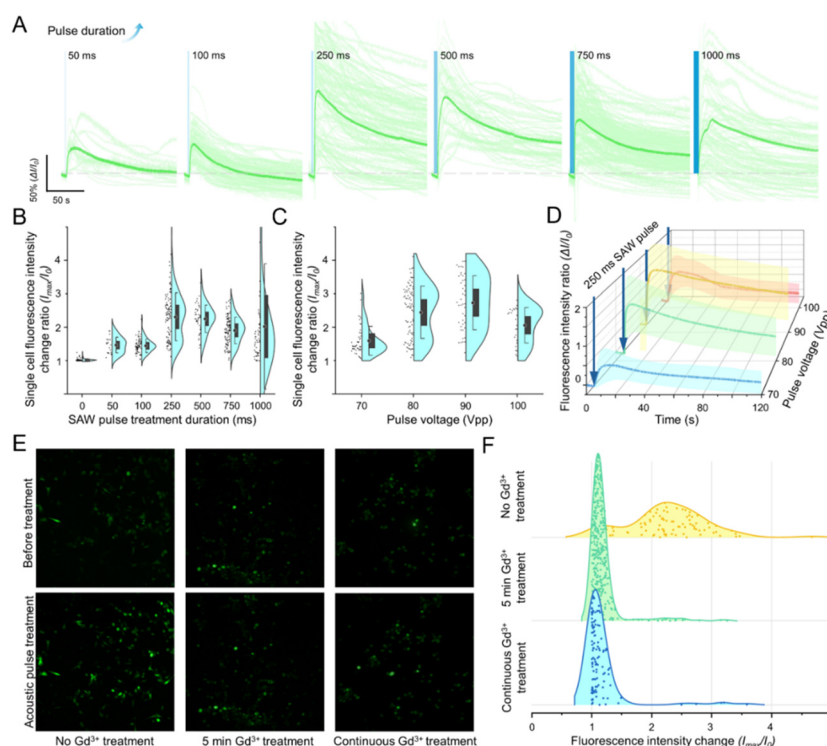 A
Pulse duration
50 ms
100 ms
250 ms
500 ms
750 ms
1000 ms
50% (ΔI/I₀)
50 s
B
Single cell fluorescence intensity
change ratio (Imax/I₀)
4
3
2
1
0 50 100 250 500 750 1000
SAW pulse treatment duration (ms)
C
Single cell fluorescence intensity
change ratio (Imax/I₀)
4
3
2
1
70 80 90 100
Pulse voltage (Vpp)
D
250 ms SAW pulse
Fluorescence intensity ratio (ΔI/I₀)
2
1
0
0 20 40 60 80 100 120
Time (s)
70
80
90
100
Pulse voltage (Vpp)
E
Before treatment
Acoustic pulse treatment
No Gd³⁺ treatment
5 min Gd³⁺ treatment
Continuous Gd³⁺ treatment
F
No Gd³⁺
treatment
5 min Gd³⁺
treatment
Continuous Gd³⁺
treatment
0 1 2 3 4
Fluorescence intensity change (Imax/I₀)